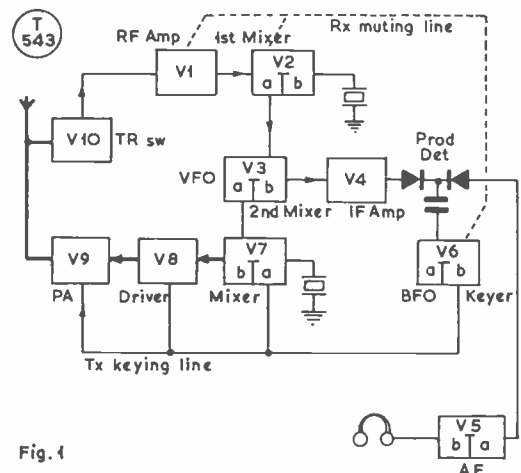 T
543
RF Amp
1st Mixer
Rx muting line
V1
V2
a b
V10
TR sw
VFO
V3
a b
2nd Mixer
V4
IF Amp
Prod
Det
V9
PA
V8
Driver
V7
b a
Mixer
V6
a b
BFO
Keyer
Tx keying line
V5
b a
AF
Fig. 1